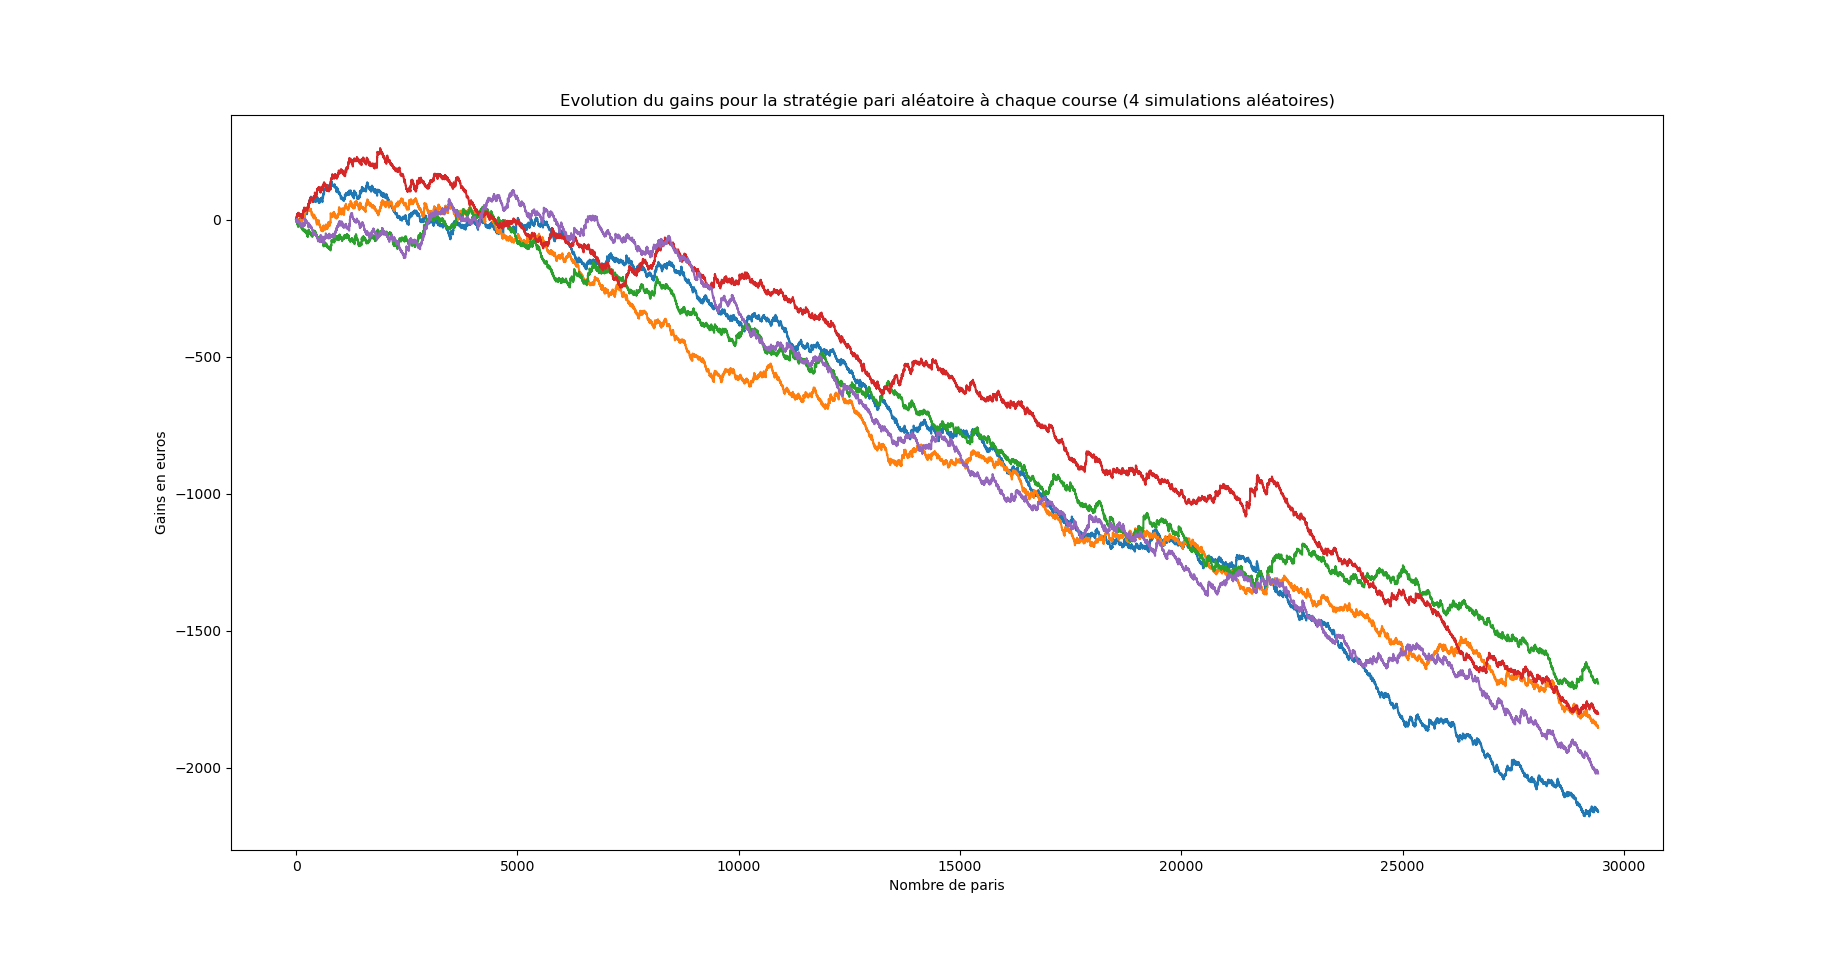 Evolution du gains pour la stratégie pari aléatoire à chaque course (4 simulations aléatoires)
Gains en euros
0
−500
−1000
−1500
−2000
0 5000 10000 15000 20000 25000 30000
Nombre de paris